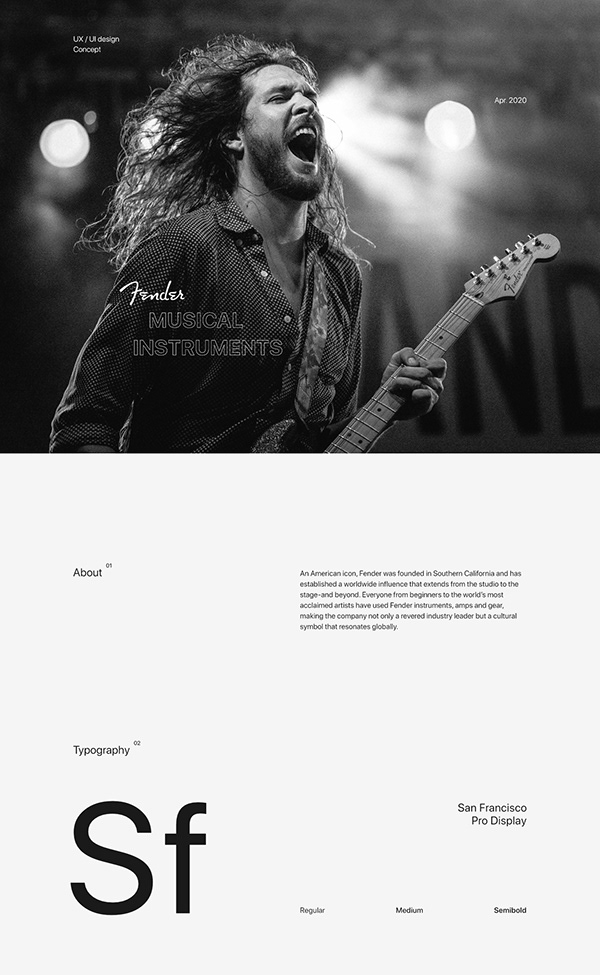 UX / UI design
Concept
Apr. 2020
Fender
MUSICAL
INSTRUMENTS
Fender
AND
About 01
An American icon, Fender was founded in Southern California and has
established a worldwide influence that extends from the studio to the
stage-and beyond. Everyone from beginners to the world's most
acclaimed artists have used Fender instruments, amps and gear,
making the company not only a revered industry leader but a cultural
symbol that resonates globally.
Typography 02
Sf
San Francisco
Pro Display
Regular
Medium
Semibold